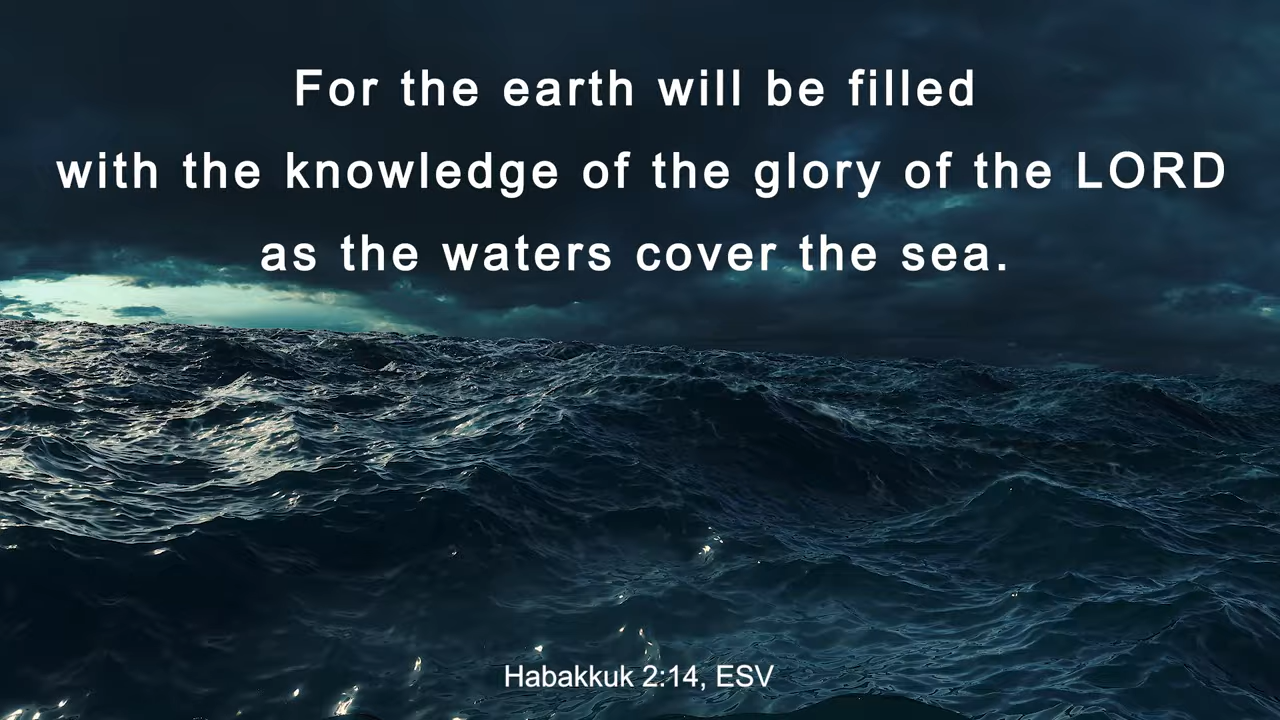 For the earth will be filled
with the knowledge of the glory of the LORD
as the waters cover the sea.
Habakkuk 2:14, ESV